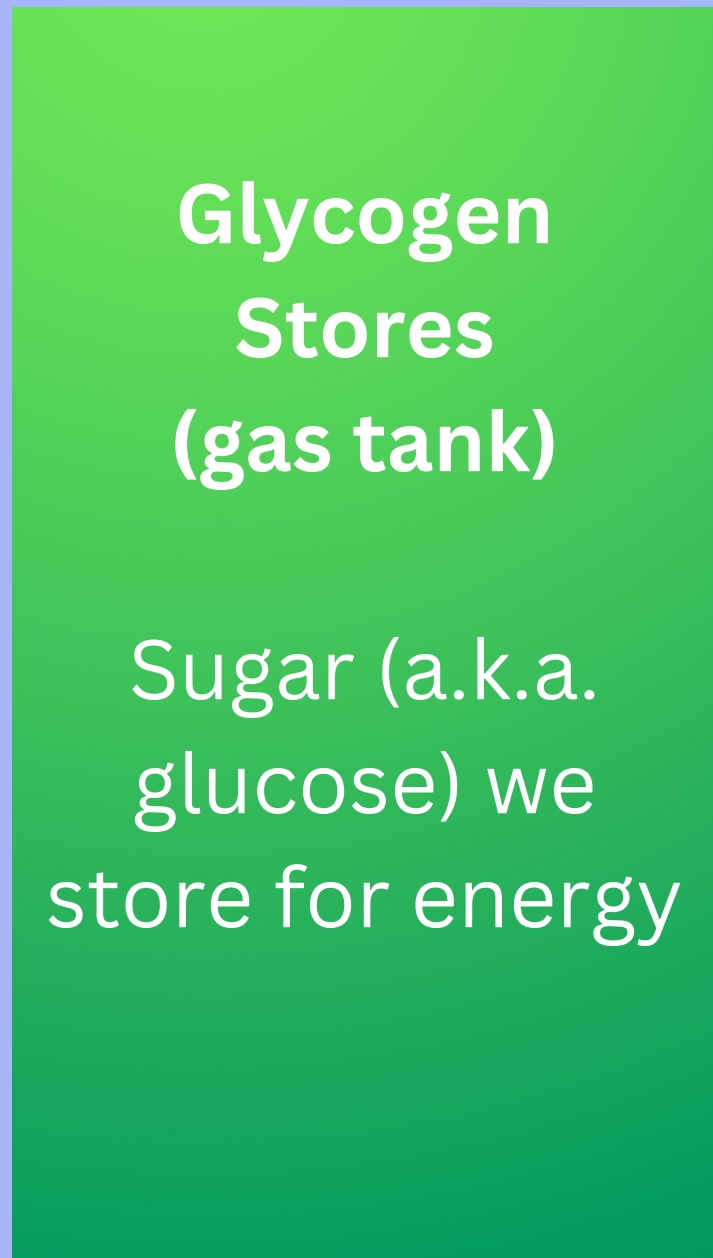 Glycogen
Stores
(gas tank)
Sugar (a.k.a.
glucose) we
store for energy